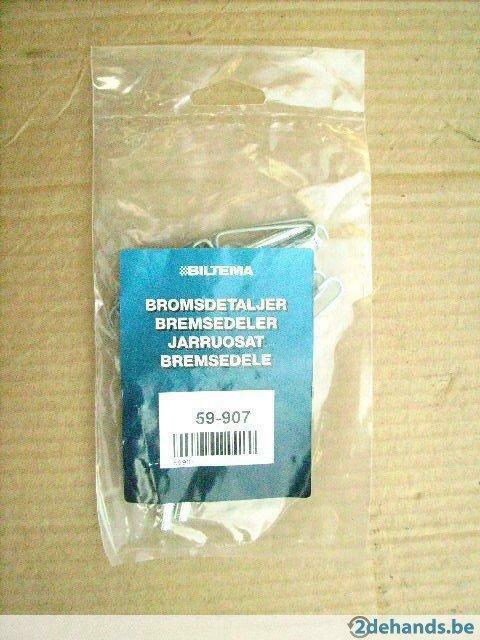 BILTEMA
BROMSDETALJER
BREMSEDELER
JARRUOSAT
BREMSEDELE
59-907
2dehands.be